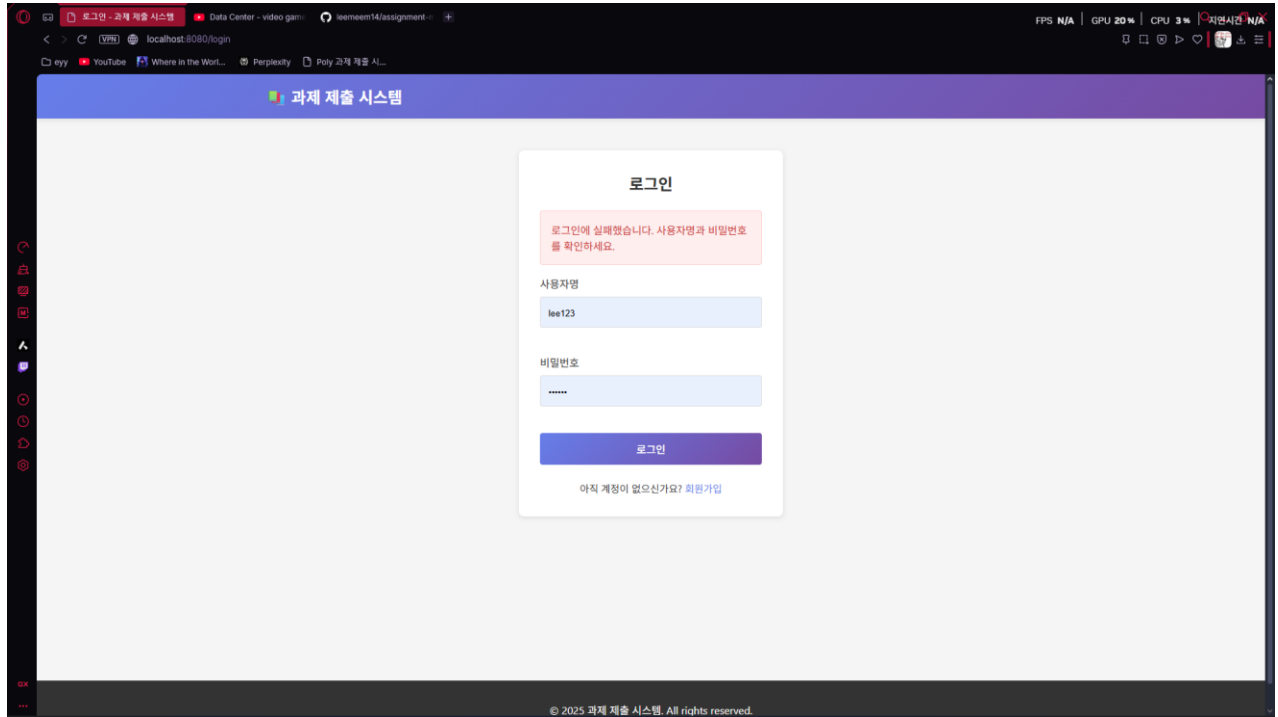 로그인 - 과제 제출 시스템
Data Center - video gam
leemeem14/assignment-
FPS N/A GPU 20 % CPU 3 % 지연시간 N/A
VPN localhost:8080/login
eyy YouTube Where in the Worl... Perplexity Poly 과제 제출 시...
과제 제출 시스템
로그인
로그인에 실패했습니다. 사용자명과 비밀번호
를 확인하세요.
사용자명
lee123
비밀번호
••••••
로그인
아직 계정이 없으신가요? 회원가입
GX
© 2025 과제 제출 시스템. All rights reserved.